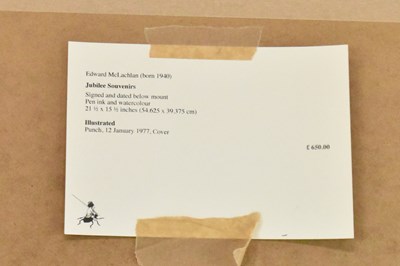 Edward McLachlan (born 1940)
Jubilee Souvenirs
Signed and dated below mount
Pen ink and watercolour
21 ½ x 15 ½ inches (54.625 x 39.375 cm)
Illustrated
Punch, 12 January 1977, Cover
£ 650.00